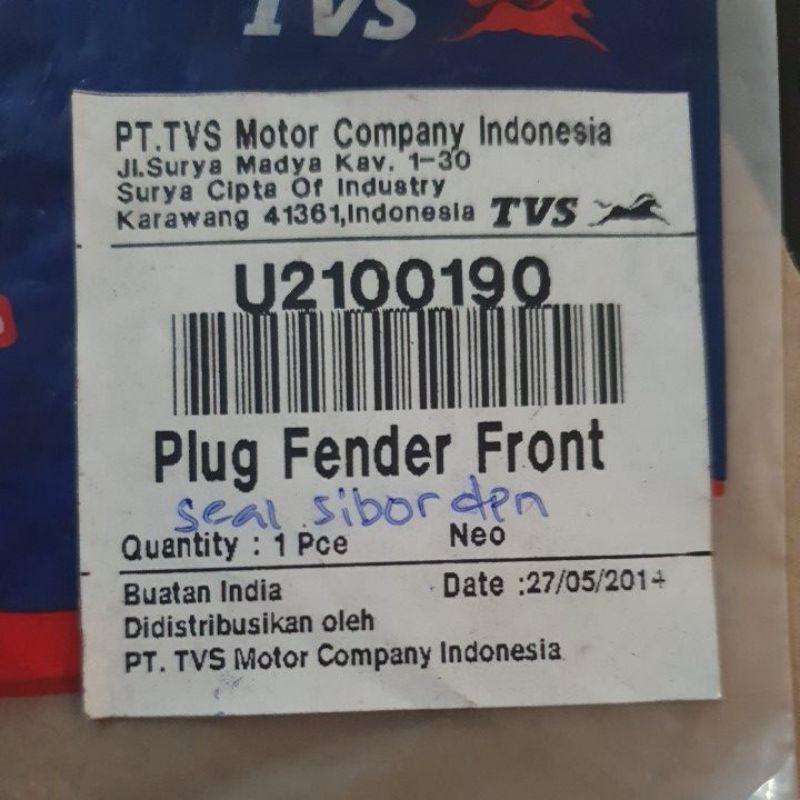 TVS
PT.TVS Motor Company Indonesia
Jl.Surya Madya Kav. 1-30
Surya Cipta Of Industry
Karawang 41361,Indonesia TVS
U2100190
Plug Fender Front
seal sibor dpn
Quantity : 1 Pce Neo
Buatan India Date :27/05/2014
Didistribusikan oleh
PT. TVS Motor Company Indonesia